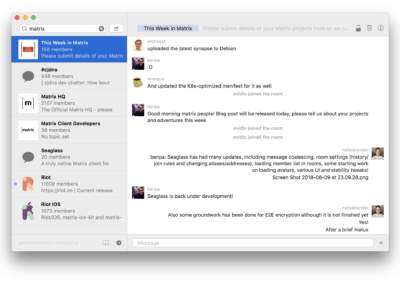 matrix
This Week in Matrix
168 members
Please submit details of your Matrix
#cjdns
448 members
/ cjdns dev chatter: How bout
Matrix HQ
2107 members
The Official Matrix HQ - please
Matrix Client Developers
38 members
No topic set
Seaglass
20 members
A truly native Matrix client for
Riot
11509 members
https://riot.im | Current release
Riot iOS
1973 members
Riot/iOS, matrix-ios-kit and matrix-
This Week in Matrix
Please submit details of your Matrix projects here so we
uploaded the latest synapse to Debian
benpa
:O
And updated the K8s-optimized manifest for it as well
avidio joined the room
benpa
Good morning matrix people! Blog post will be released today, please tell us about your projects
and adventures this week
avidio joined the room
avidio joined the room
neilalexander
benpa: Seaglass has had many updates, including message coalescing, room settings (history/
join rules and changing aliases/addresses), loading member list in rooms, some starting work
on loading avatars, various UI and stability tweaks!
Screen Shot 2018-08-09 at 23.09.28.png
benpa
Seaglass is back under development!
neilalexander
Also some groundwork has been done for E2E encryption although it is not finished yet
Yes!
After a brief hiatus
Message